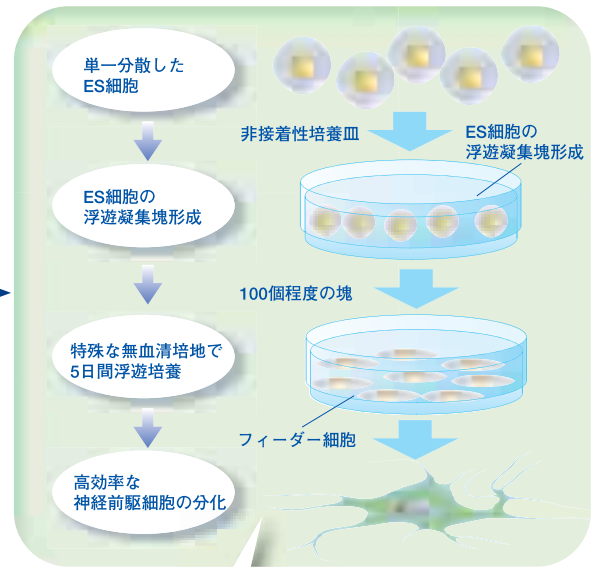 単一分散した
ES細胞
ES細胞の
浮遊凝集塊形成
特殊な無血清培地で
5日間浮遊培養
高効率な
神経前駆細胞の分化
非接着性培養皿
ES細胞の
浮遊凝集塊形成
100個程度の塊
フィーダー細胞